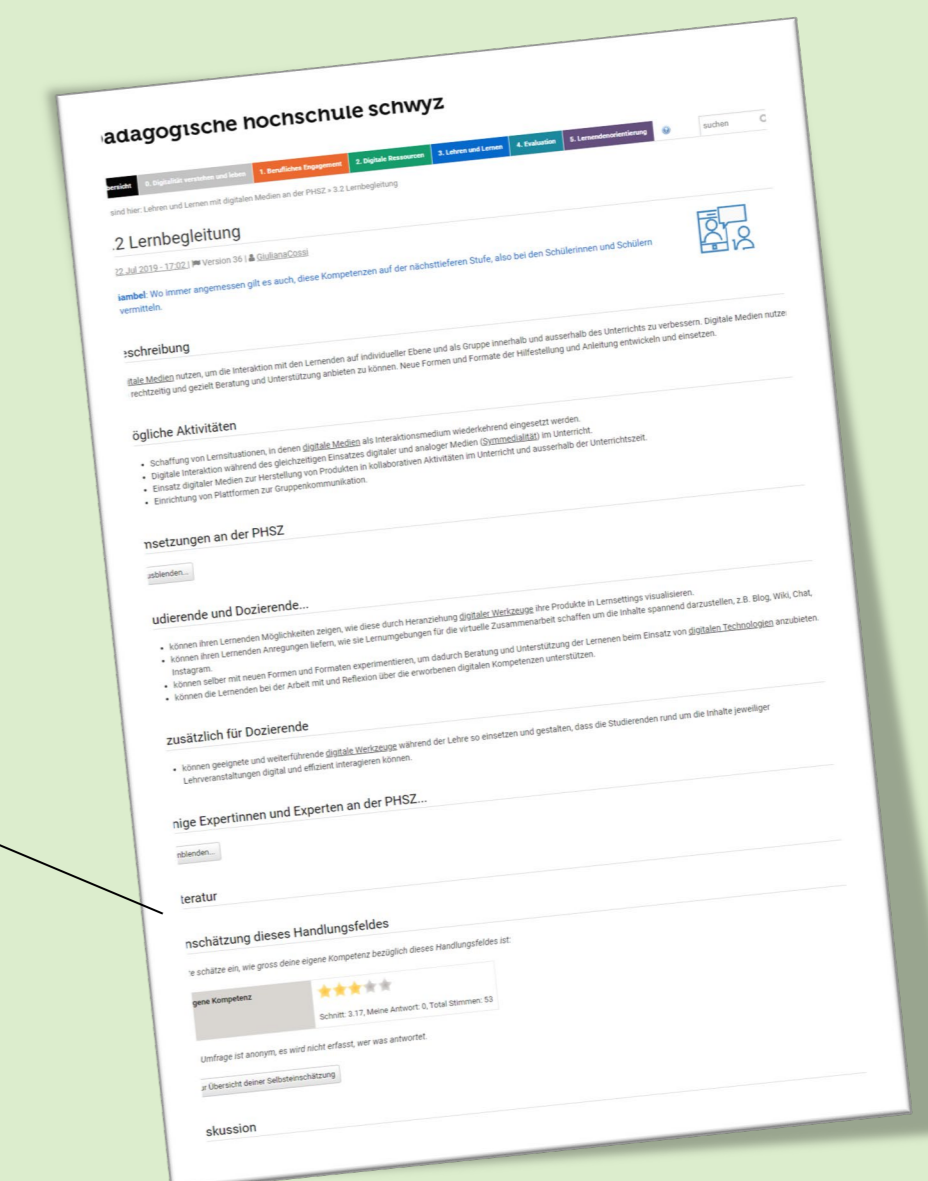 adagogische hochschule schwyz
bersicht 0. Digitalität verstehen und leben 1. Berufliches Engagement 2. Digitale Ressourcen 3. Lehren und Lernen 4. Evaluation 5. Lernendenorientierung suchen
sind hier: Lehren und Lernen mit digitalen Medien an der PHSZ » 3.2 Lernbegleitung
.2 Lernbegleitung
22.Jul 2019 - 17:02 | Version 36 | GiulianaCossi
iambel: Wo immer angemessen gilt es auch, diese Kompetenzen auf der nächsttieferen Stufe, also bei den Schülerinnen und Schülern
vermitteln.
schreibung
itale Medien nutzen, um die Interaktion mit den Lernenden auf individueller Ebene und als Gruppe innerhalb und ausserhalb des Unterrichts zu verbessern. Digitale Medien nutze
rechtzeitig und gezielt Beratung und Unterstützung anbieten zu können. Neue Formen und Formate der Hilfestellung und Anleitung entwickeln und einsetzen.
ögliche Aktivitäten
• Schaffung von Lernsituationen, in denen digitale Medien als Interaktionsmedium wiederkehrend eingesetzt werden.
• Digitale Interaktion während des gleichzeitigen Einsatzes digitaler und analoger Medien (Symmedialität) im Unterricht.
• Einsatz digitaler Medien zur Herstellung von Produkten in kollaborativen Aktivitäten im Unterricht und ausserhalb der Unterrichtszeit.
• Einrichtung von Plattformen zur Gruppenkommunikation.
nsetzungen an der PHSZ
usblenden...
udierende und Dozierende...
• können ihren Lernenden Möglichkeiten zeigen, wie diese durch Heranziehung digitaler Werkzeuge ihre Produkte in Lernsettings visualisieren.
• können ihren Lernenden Anregungen liefern, wie sie Lernumgebungen für die virtuelle Zusammenarbeit schaffen um die Inhalte spannend darzustellen, z.B. Blog, Wiki, Chat,
Instagram.
• können selber mit neuen Formen und Formaten experimentieren, um dadurch Beratung und Unterstützung der Lernenen beim Einsatz von digitalen Technologien anzubieten.
• können die Lernenden bei der Arbeit mit und Reflexion über die erworbenen digitalen Kompetenzen unterstützen.
zusätzlich für Dozierende
• können geeignete und weiterführende digitale Werkzeuge während der Lehre so einsetzen und gestalten, dass die Studierenden rund um die Inhalte jeweiliger
Lehrveranstaltungen digital und effizient interagieren können.
nige Expertinnen und Experten an der PHSZ...
nblenden...
teratur
nschätzung dieses Handlungsfeldes
e schätze ein, wie gross deine eigene Kompetenz bezüglich dieses Handlungsfeldes ist:
gene Kompetenz
Schnitt: 3.17, Meine Antwort: 0, Total Stimmen: 53
Umfrage ist anonym, es wird nicht erfasst, wer was antwortet.
ur Übersicht deiner Selbsteinschätzung
skussion